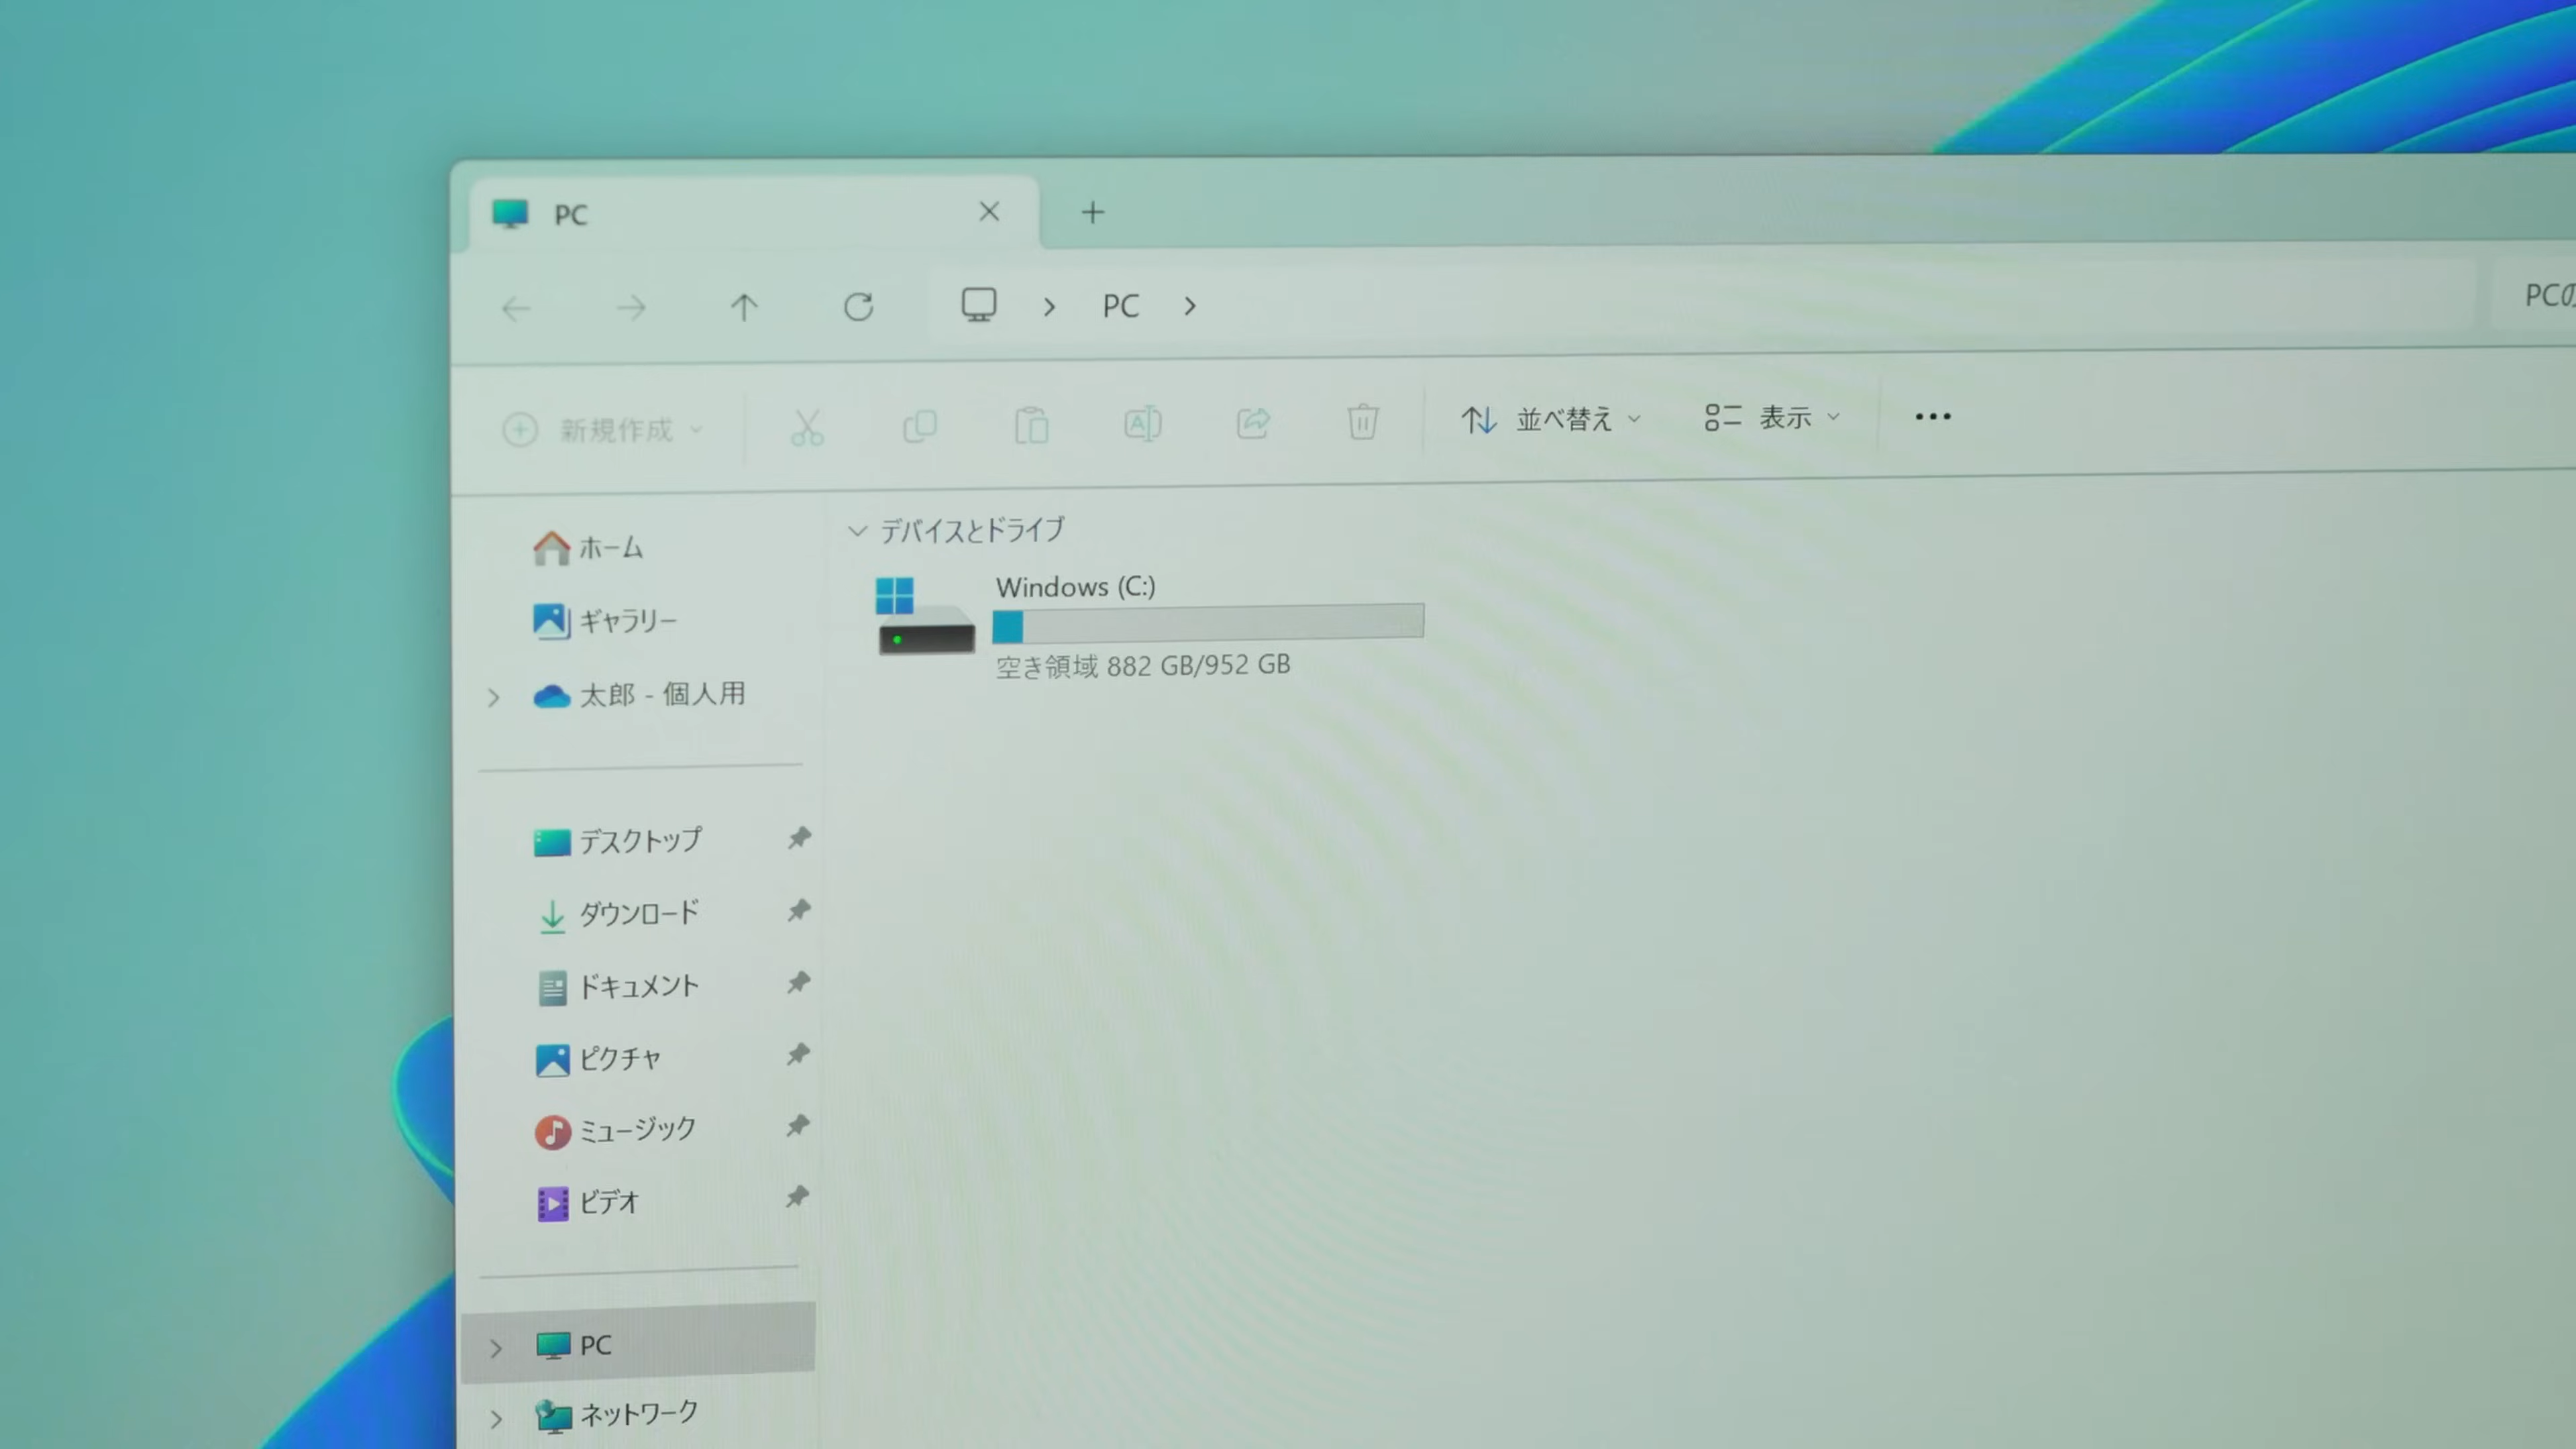 PC
PC
PCの
新規作成
並べ替え
表示
ホーム
ギャラリー
太郎 - 個人用
デスクトップ
ダウンロード
ドキュメント
ピクチャ
ミュージック
ビデオ
PC
ネットワーク
デバイスとドライブ
Windows (C:)
空き領域 882 GB/952 GB